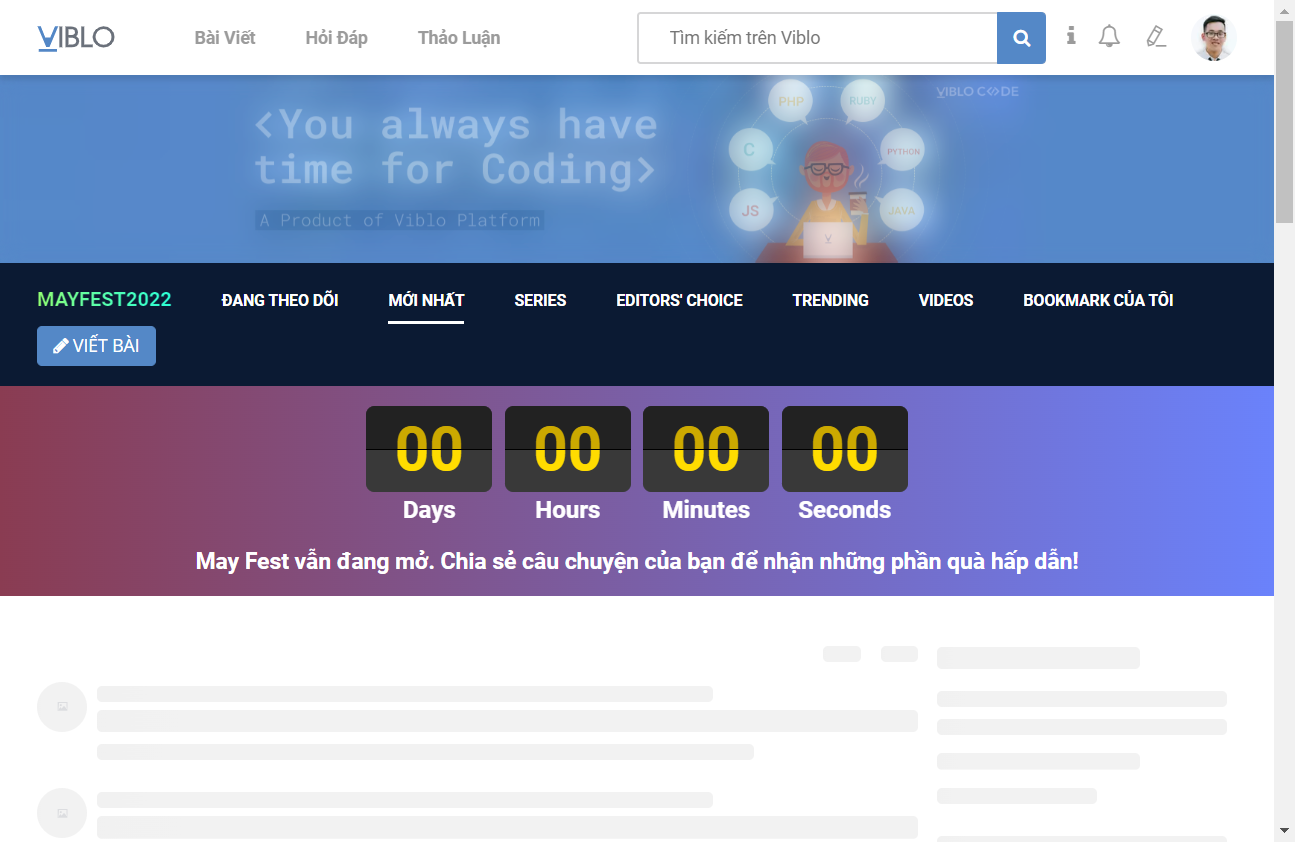 VIBLO
Bài Viết
Hỏi Đáp
Thảo Luận
Tìm kiếm trên Viblo
VIBLO C<>DE
<You always have
time for Coding>
A Product of Viblo Platform
PHP
RUBY
C
PYTHON
JS
JAVA
MAYFEST2022
ĐANG THEO DÕI
MỚI NHẤT
SERIES
EDITORS' CHOICE
TRENDING
VIDEOS
BOOKMARK CỦA TÔI
VIẾT BÀI
00 00 00 00
Days Hours Minutes Seconds
May Fest vẫn đang mở. Chia sẻ câu chuyện của bạn để nhận những phần quà hấp dẫn!